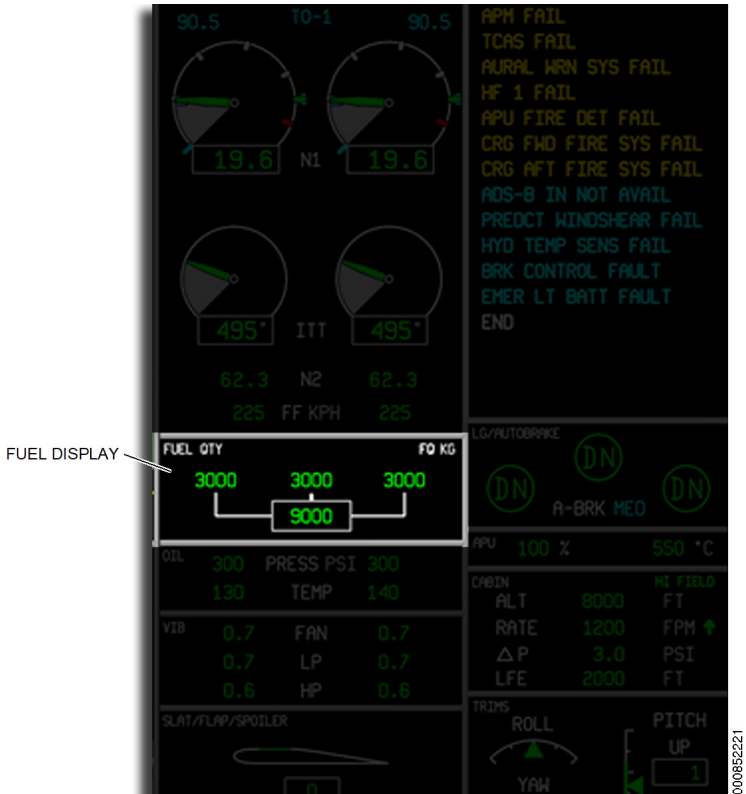 90.5 TO-1 90.5
19.6 N1 19.6
495° ITT 495°
62.3 N2 62.3
225 FF KPH 225
FUEL DISPLAY
FUEL QTY FQ KG
3000 3000 3000
9000
OIL 300 PRESS PSI 300
130 TEMP 140
VIB 0.7 FAN 0.7
0.7 LP 0.7
0.6 HP 0.6
SLAT/FLAP/SPOILER
0
APM FAIL
TCAS FAIL
AURAL WRN SYS FAIL
HF 1 FAIL
APU FIRE DET FAIL
CRG FWD FIRE SYS FAIL
CRG AFT FIRE SYS FAIL
ADS-B IN NOT AVAIL
PREDCT WINDSHEAR FAIL
HYD TEMP SENS FAIL
BRK CONTROL FAULT
EMER LT BATT FAULT
END
LG/AUTOBRAKE
DN DN DN
A-BRK MED
APU 100 % 550 °C
CABIN HI FIELD
ALT 8000 FT
RATE 1200 FPM
Δ P 3.0 PSI
LFE 2000 FT
TRIMS
ROLL PITCH
UP
1
YAW
000852221